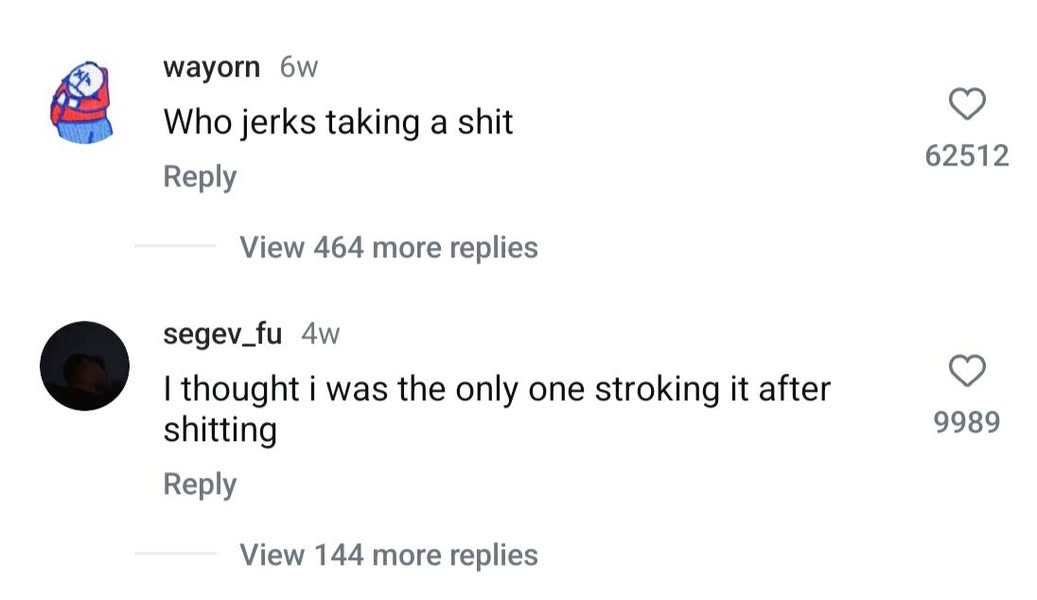 wayorn 6w
Who jerks taking a shit
62512
Reply
View 464 more replies
segev_fu 4w
I thought i was the only one stroking it after
shitting
9989
Reply
View 144 more replies